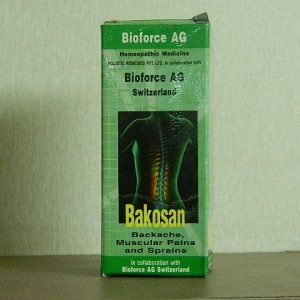 Bioforce AG
Homeopathic Medicine
HOLISTIC REMEDIES PVT. LTD. in collaboration with
Bioforce AG
Switzerland
Bakosan
Backache,
Muscular Pains
and Sprains
in collaboration with
Bioforce AG Switzerland